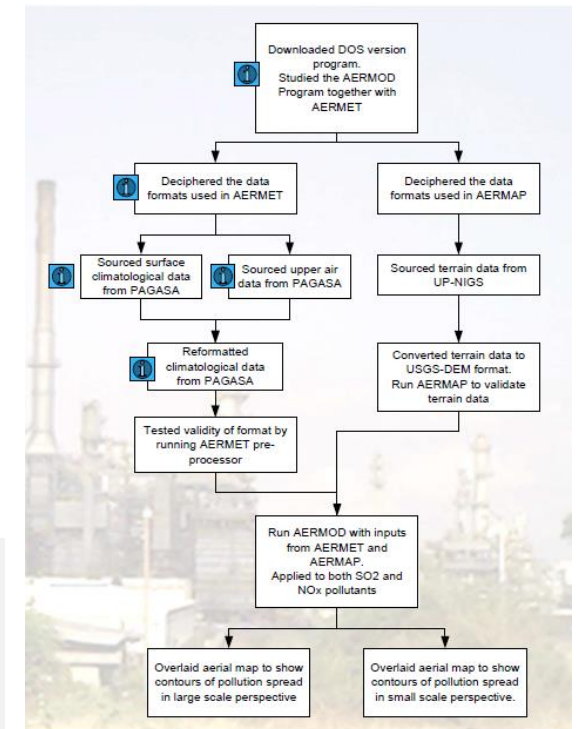 Downloaded DOS version
program.
Studied the AERMOD
Program together with
AERMET
Deciphered the data
formats used in AERMET
Deciphered the data
formats used in AERMAP
Sourced surface
climatological data
from PAGASA
Sourced upper air
data from PAGASA
Sourced terrain data from
UP-NIGS
Reformatted
climatological data
from PAGASA
Converted terrain data to
USGS-DEM format.
Run AERMAP to validate
terrain data
Tested validity of format by
running AERMET pre-
processor
Run AERMOD with inputs
from AERMET and
AERMAP.
Applied to both SO2 and
NOx pollutants
Overlaid aerial map to show
contours of pollution spread
in large scale perspective
Overlaid aerial map to show
contours of pollution spread
in small scale perspective.